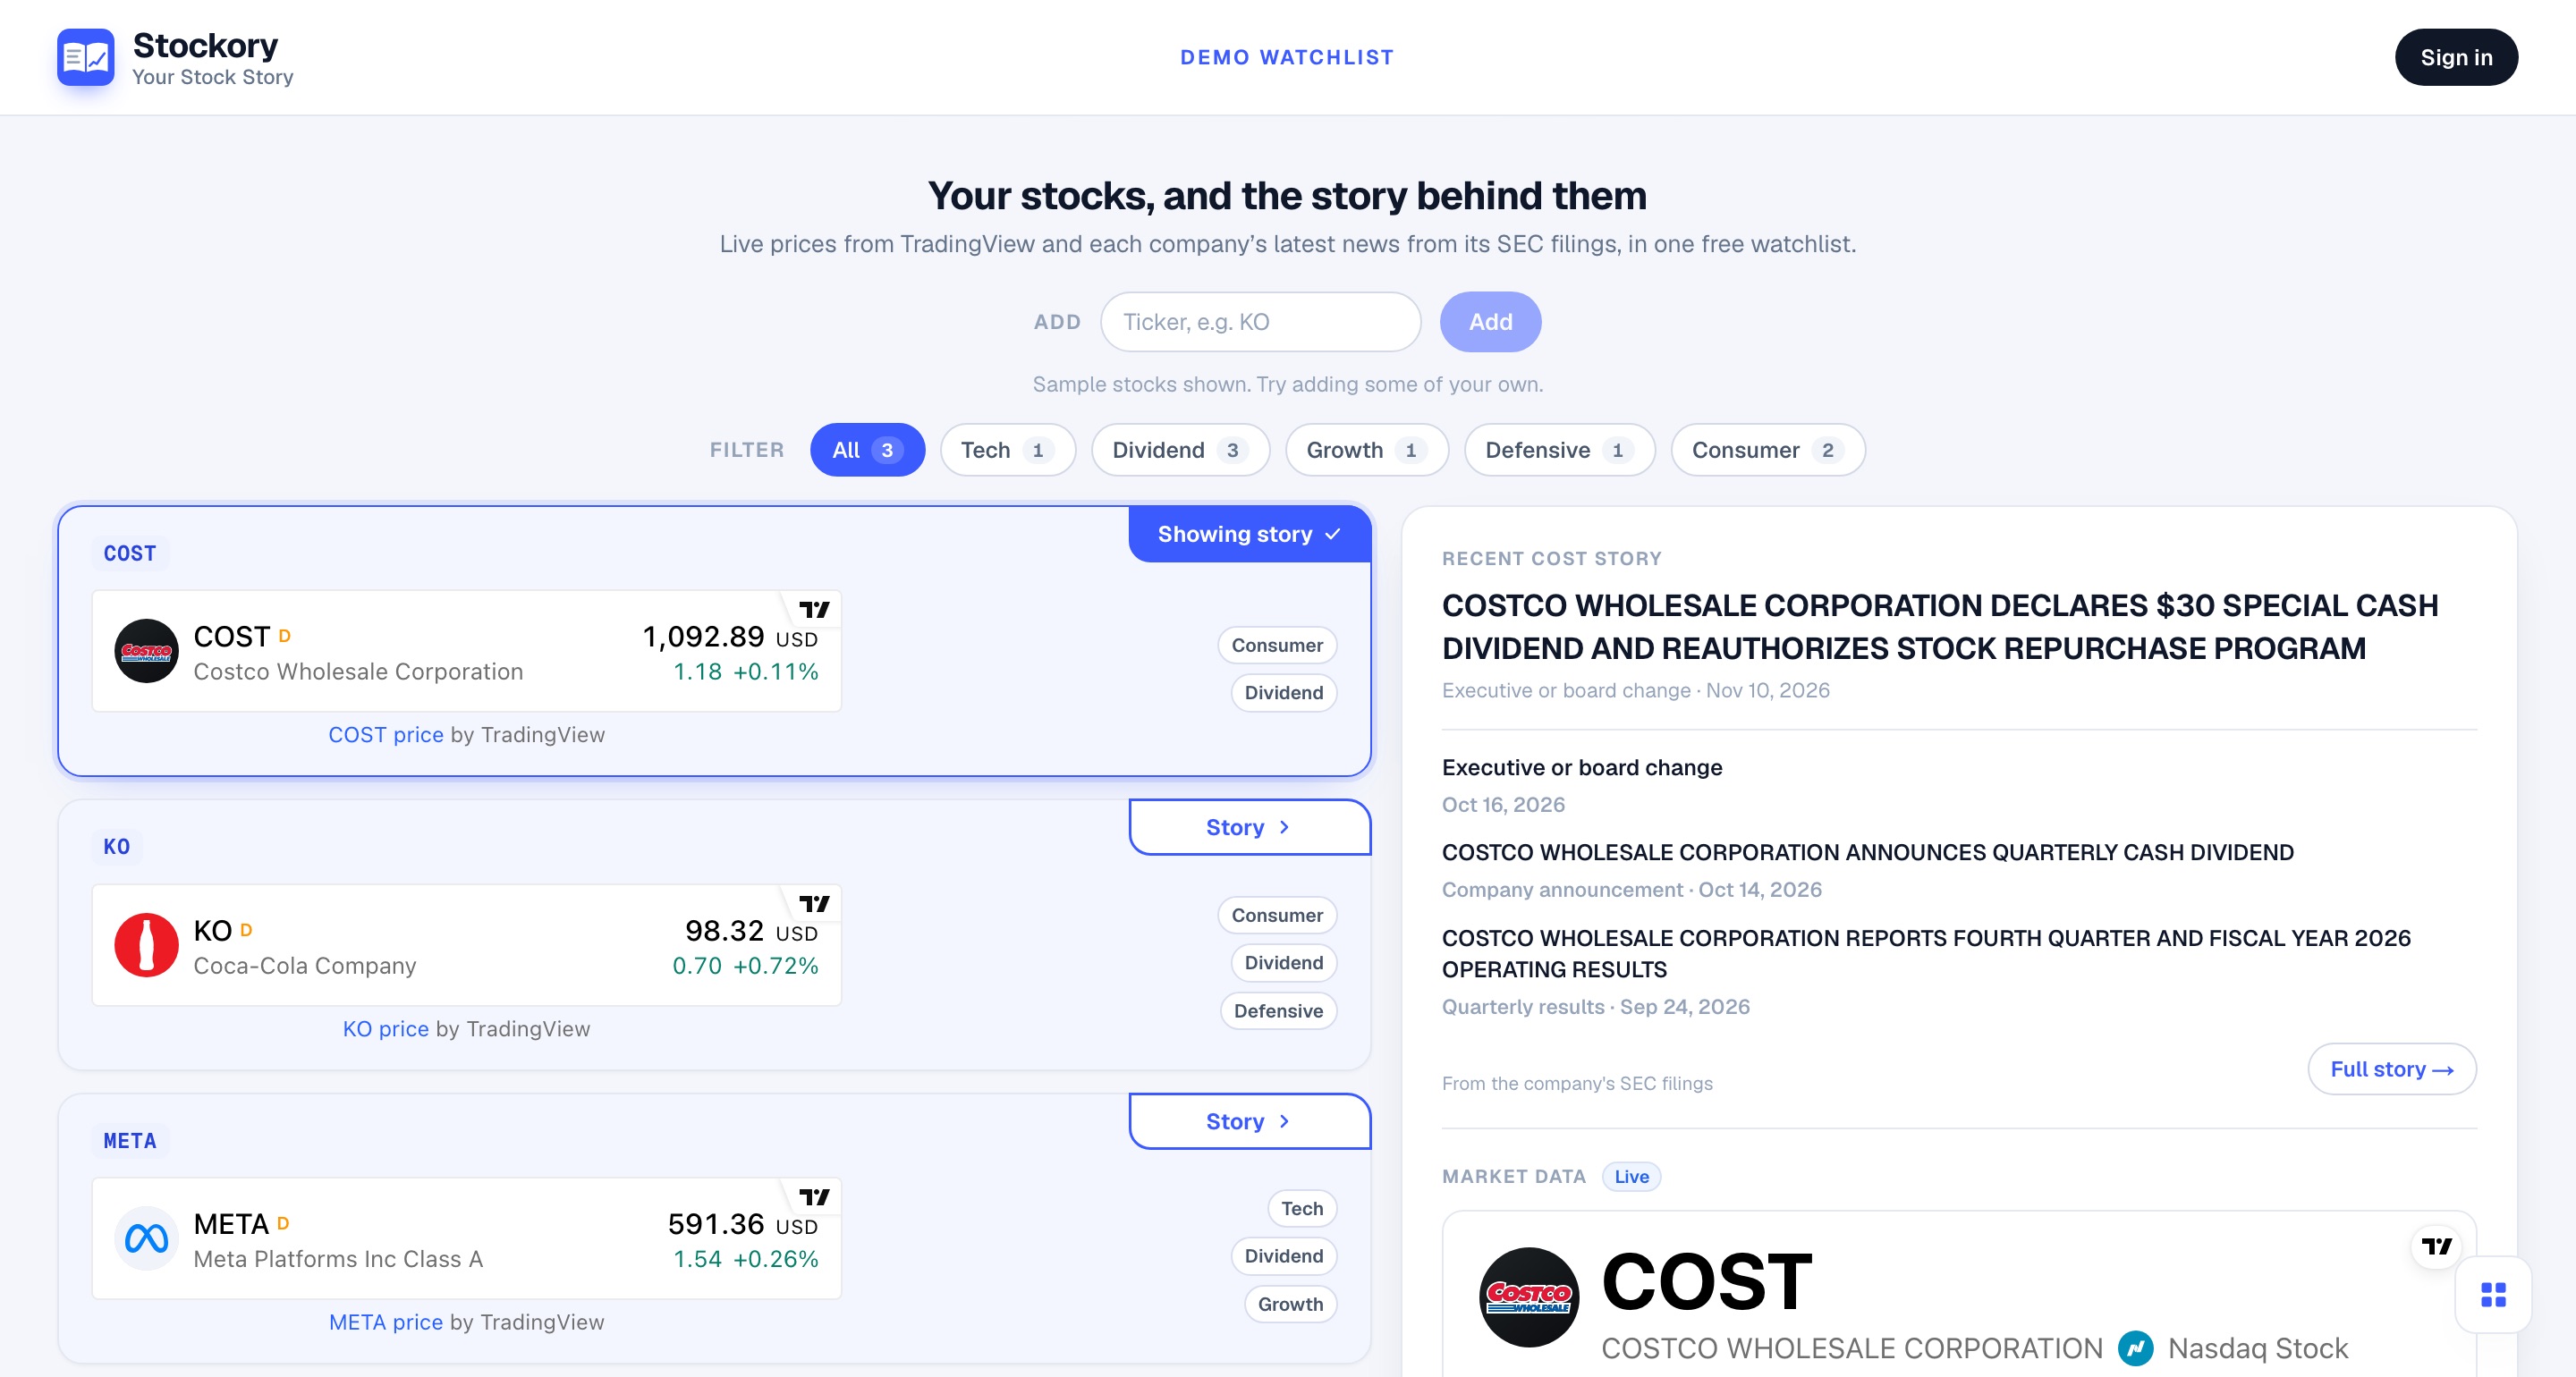 Stockory
Your Stock Story
DEMO WATCHLIST
Sign in
Your stocks, and the story behind them
Live prices from TradingView and each company’s latest news from its SEC filings, in one free watchlist.
ADD
Ticker, e.g. KO
Add
Sample stocks shown. Try adding some of your own.
FILTER
All 3
Tech 1
Dividend 3
Growth 1
Defensive 1
Consumer 2
COST
Showing story
COST D
Costco Wholesale Corporation
1,092.89 USD
1.18 +0.11%
COST price by TradingView
Consumer
Dividend
KO
Story
KO D
Coca-Cola Company
98.32 USD
0.70 +0.72%
KO price by TradingView
Consumer
Dividend
Defensive
META
Story
META D
Meta Platforms Inc Class A
591.36 USD
1.54 +0.26%
META price by TradingView
Tech
Dividend
Growth
RECENT COST STORY
COSTCO WHOLESALE CORPORATION DECLARES $30 SPECIAL CASH
DIVIDEND AND REAUTHORIZES STOCK REPURCHASE PROGRAM
Executive or board change · Nov 10, 2026
Executive or board change
Oct 16, 2026
COSTCO WHOLESALE CORPORATION ANNOUNCES QUARTERLY CASH DIVIDEND
Company announcement · Oct 14, 2026
COSTCO WHOLESALE CORPORATION REPORTS FOURTH QUARTER AND FISCAL YEAR 2026
OPERATING RESULTS
Quarterly results · Sep 24, 2026
From the company's SEC filings
Full story →
MARKET DATA
Live
Costco
WHOLESALE
COST
COSTCO WHOLESALE CORPORATION
Nasdaq Stock